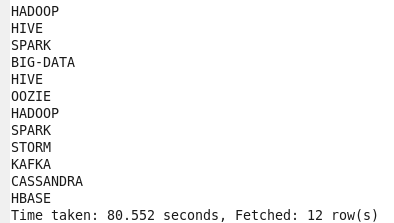 HADOOP
HIVE
SPARK
BIG-DATA
HIVE
OOZIE
HADOOP
SPARK
STORM
KAFKA
CASSANDRA
HBASE
Time taken: 80.552 seconds, Fetched: 12 row(s)